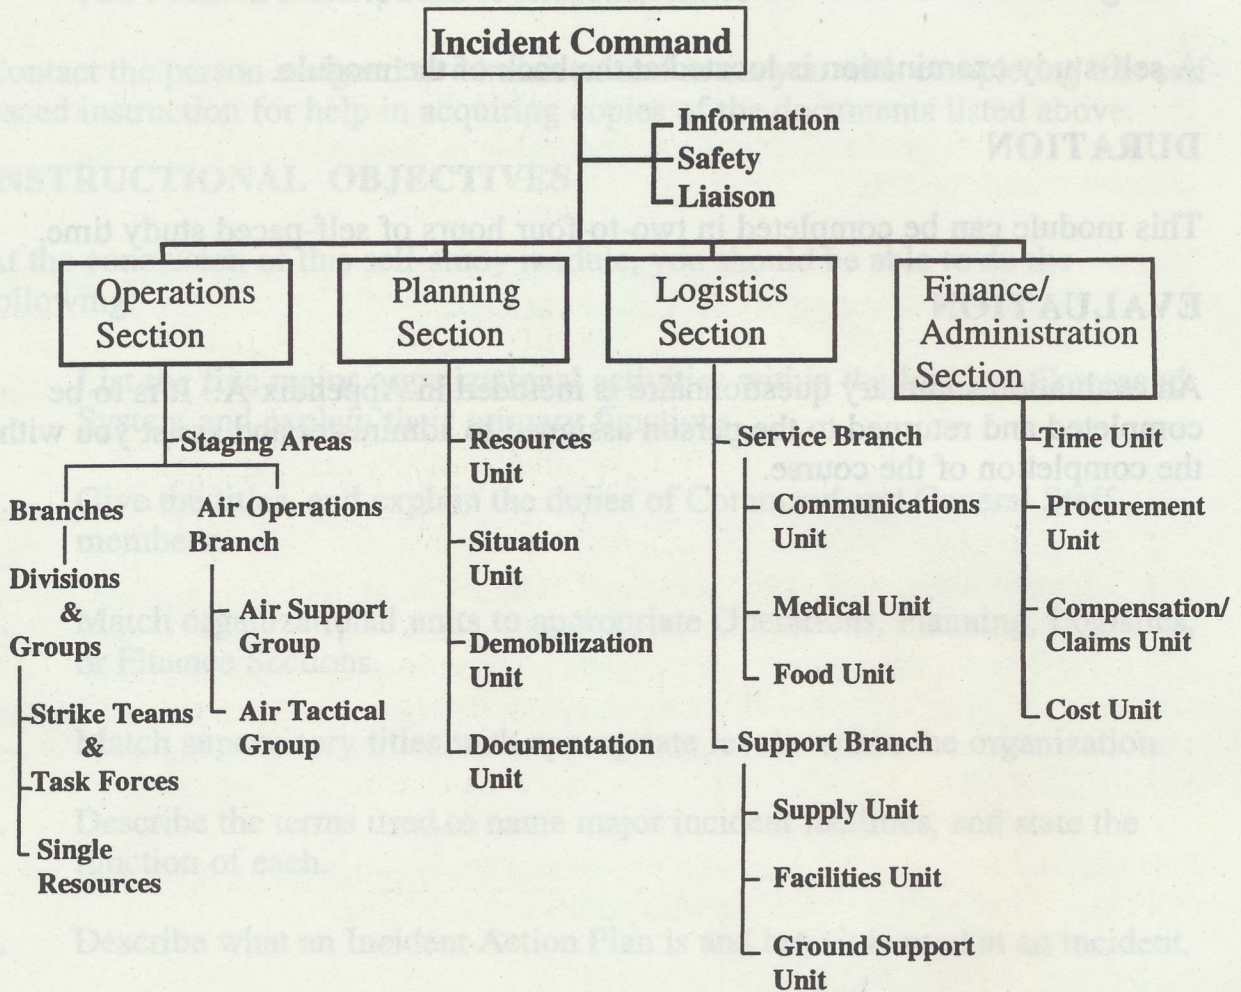 Incident Command
Information
Safety
Liaison
Operations
Section
Planning
Section
Logistics
Section
Finance/
Administration
Section
Staging Areas
Branches
Divisions
&
Groups
Strike Teams
&
Task Forces
Single
Resources
Air Operations
Branch
Air Support
Group
Air Tactical
Group
Resources
Unit
Situation
Unit
Demobilization
Unit
Documentation
Unit
Service Branch
Communications
Unit
Medical Unit
Food Unit
Support Branch
Supply Unit
Facilities Unit
Ground Support
Unit
Time Unit
Procurement
Unit
Compensation/
Claims Unit
Cost Unit